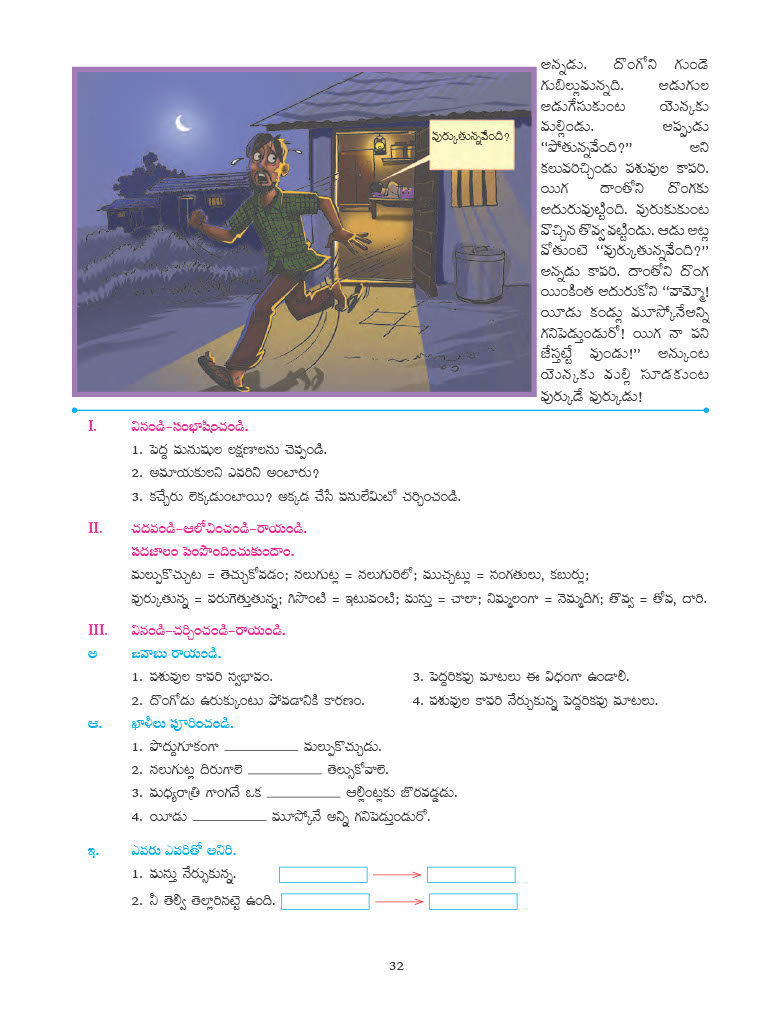 అన్నడు. దొంగోని గుండె
గుబిల్లుమన్నది. అడుగుల
అడుగేసుకుంట యెన్కకు
మల్లిండు. అప్పుడు
“పోతున్నవేంది?” అని
కలువరిచ్చిండు పశువుల కాపరి.
యిగ దాంతోని దొంగకు
అదురువుట్టింది. వురుకుకుంట
వొచ్చిన తొవ్వ వట్టిండు. ఆడు అట్ల
వోతుంటె “వుర్కుతున్నవేంది?”
అన్నడు కాపరి. దాంతోని దొంగ
యింకింత అదురుకోని “వామ్మో!
యీడు కండ్లు మూస్కోనేఅన్ని
గనిపెడ్తుండురో! యిగ నా పని
జేస్తట్టే వుండు!” అన్కుంట
యెన్కకు మల్లి సూడకుంట
వుర్కుడే వుర్కుడు!
వుర్కుతున్నవేంది?
I. వినండి-సంభాషించండి.
1. పెద్ద మనుషుల లక్షణాలను చెప్పండి.
2. అమాయకులని ఎవరిని అంటారు?
3. కచ్చేరు లెక్కడుంటాయి? అక్కడ చేసే పనులేమిటో చర్చించండి.
II. చదవండి-ఆలోచించండి-రాయండి.
పదజాలం పెంపొందించుకుందాం.
మల్పుకొచ్చుట = తెచ్చుకోవడం; నలుగుట్ల = నలుగురిలో; ముచ్చట్లు = సంగతులు, కబుర్లు;
వుర్కుతున్న = పరుగెత్తుతున్న; గిసొంటి = ఇటువంటి; మస్తు = చాలా; నిమ్మలంగా = నెమ్మదిగ; తొవ్వ = తోవ, దారి.
III. వినండి-చర్చించండి-రాయండి.
అ జవాబు రాయండి.
1. పశువుల కాపరి స్వభావం. 3. పెద్దరికపు మాటలు ఈ విధంగా ఉండాలి.
2. దొంగోడు ఉరుక్కుంటు పోవడానికి కారణం. 4. పశువుల కాపరి నేర్చుకున్న పెద్దరికపు మాటలు.
ఆ. ఖాళీలు పూరించండి.
1. పొద్దుగూకంగా __________ మల్పుకొచ్చుడు.
2. నలుగుట్ల దిరుగాలె __________ తెల్సుకోవాలె.
3. మధ్యరాత్రి గాంగనే ఒక __________ ఆల్లింట్లకు జొరవడ్డడు.
4. యీడు __________ మూస్కోనే అన్ని గనిపెడ్తుండురో.
ఇ. ఎవరు ఎవరితో అనిరి.
1. మస్తు నేర్సుకున్న.
2. నీ తెల్వి తెల్లారినట్టె ఉంది.
32